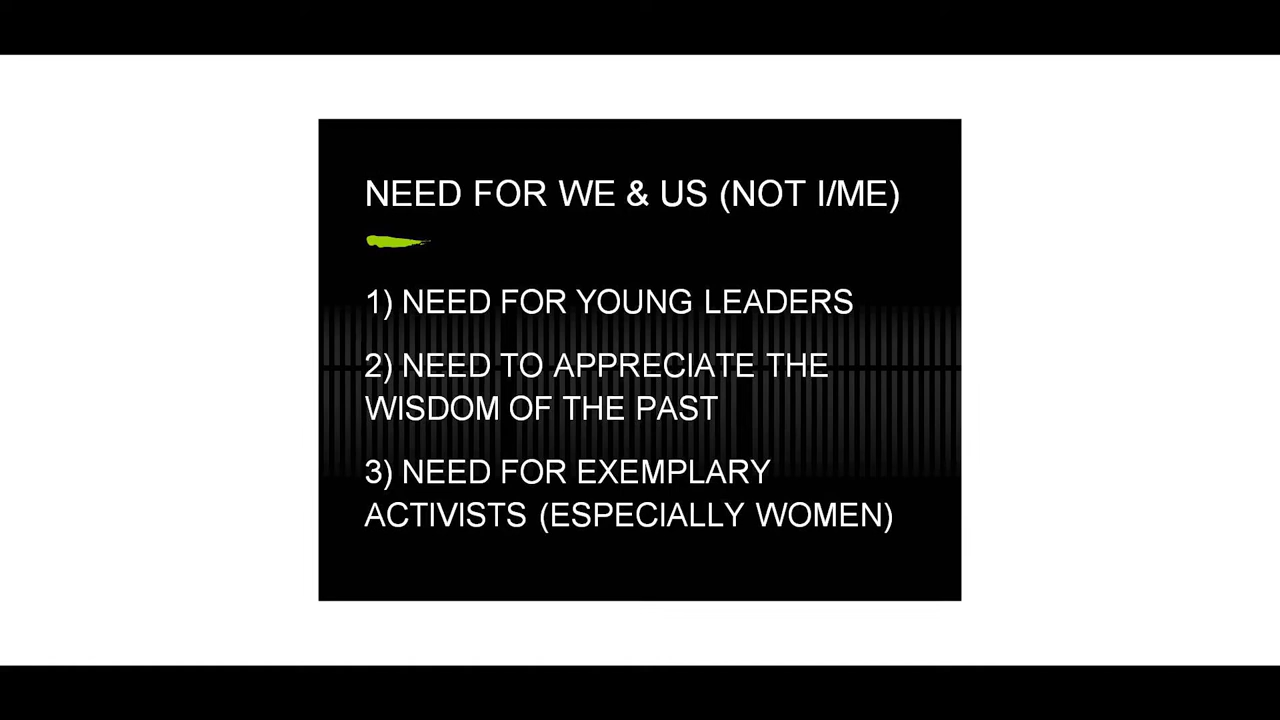 NEED FOR WE & US (NOT I/ME)
1) NEED FOR YOUNG LEADERS
2) NEED TO APPRECIATE THE
WISDOM OF THE PAST
3) NEED FOR EXEMPLARY
ACTIVISTS (ESPECIALLY WOMEN)